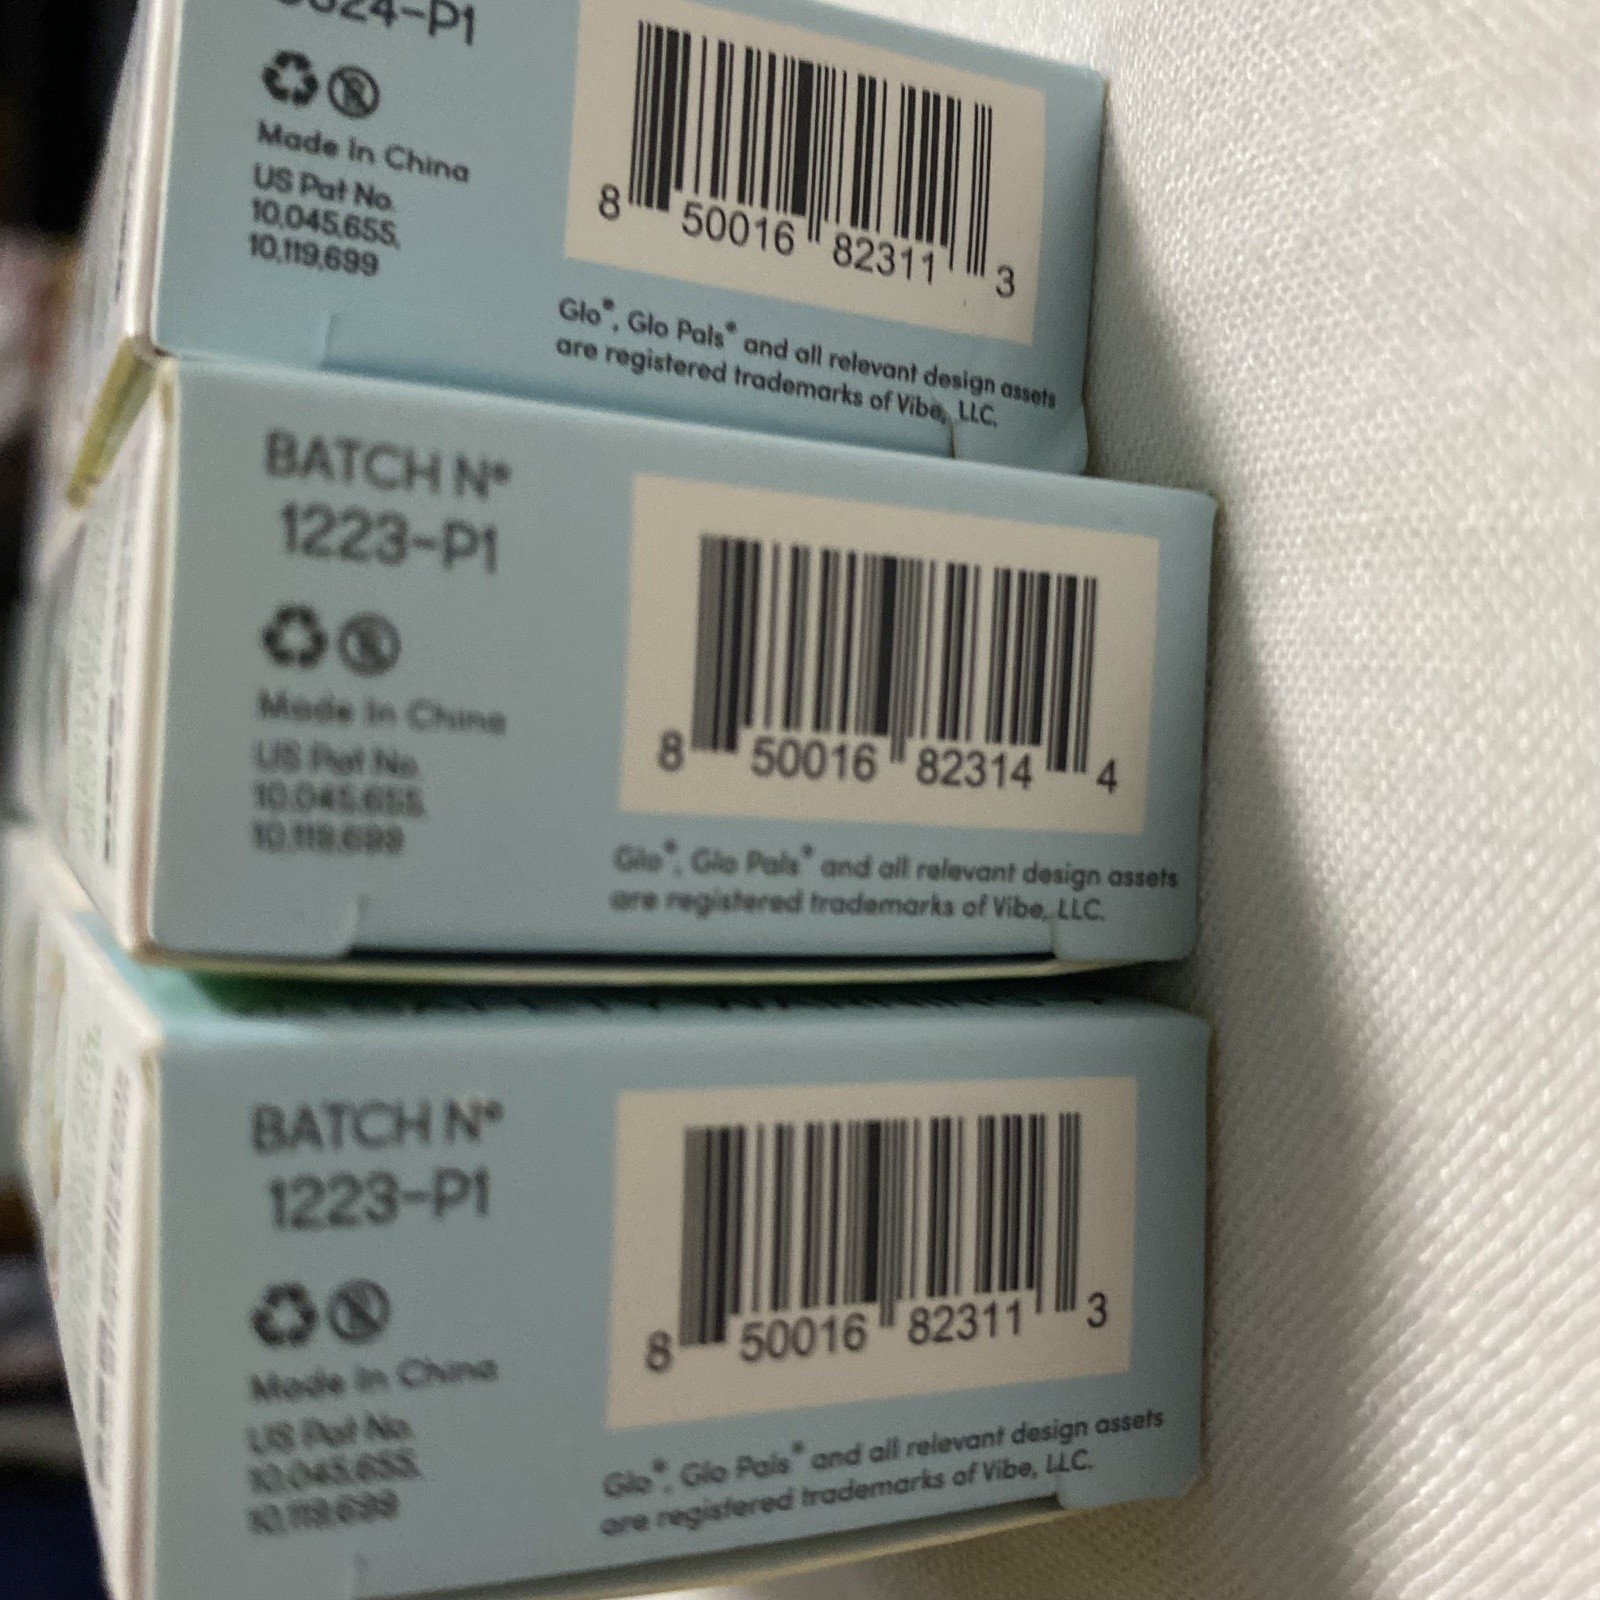 24-P1
Made In China
US Pat No.
10,045,655,
10,119,699
8 50016 82311 3
Glo®, Glo Pals® and all relevant design assets
are registered trademarks of Vibe, LLC.
BATCH Nº
1223-P1
Made In China
US Pat No.
10,045,655,
10,119,699
8 50016 82314 4
Glo®, Glo Pals® and all relevant design assets
are registered trademarks of Vibe, LLC.
BATCH Nº
1223-P1
Made In China
US Pat No.
10,045,655,
10,119,699
8 50016 82311 3
Glo®, Glo Pals® and all relevant design assets
are registered trademarks of Vibe, LLC.